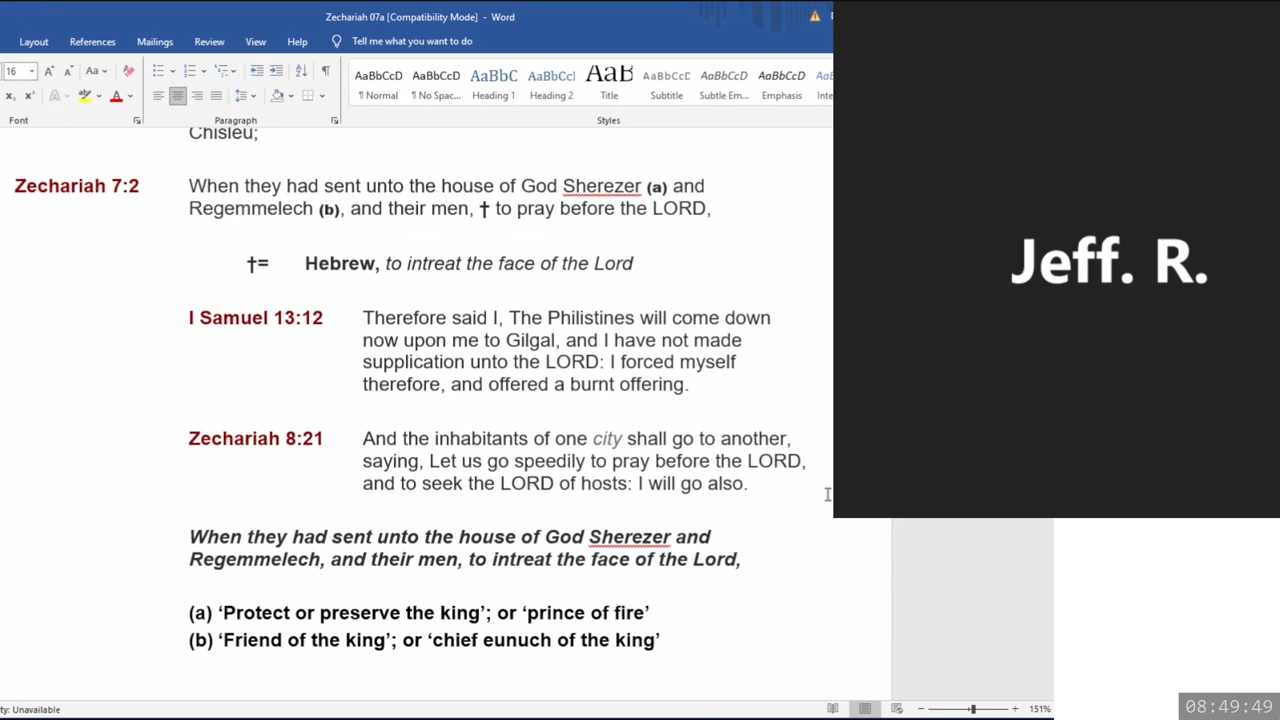 Zechariah 07a [Compatibility Mode] - Word
Layout References Mailings Review View Help Tell me what you want to do
16 Aa
AaBbCcD AaBbCcD AaBbC AaBbCcI AaB AaBbCcD AaBbCcD AaBbCcD
¶ Normal ¶ No Spac... Heading 1 Heading 2 Title Subtitle Subtle Em... Emphasis
Font Paragraph Styles
Chisleu;
Zechariah 7:2 When they had sent unto the house of God Sherezer (a) and
Regemmelech (b), and their men, † to pray before the LORD,
†= Hebrew, to intreat the face of the Lord
I Samuel 13:12 Therefore said I, The Philistines will come down
now upon me to Gilgal, and I have not made
supplication unto the LORD: I forced myself
therefore, and offered a burnt offering.
Zechariah 8:21 And the inhabitants of one city shall go to another,
saying, Let us go speedily to pray before the LORD,
and to seek the LORD of hosts: I will go also.
When they had sent unto the house of God Sherezer and
Regemmelech, and their men, to intreat the face of the Lord,
(a) ‘Protect or preserve the king’; or ‘prince of fire’
(b) ‘Friend of the king’; or ‘chief eunuch of the king’
ty: Unavailable
151%
Jeff. R.
08:49:49